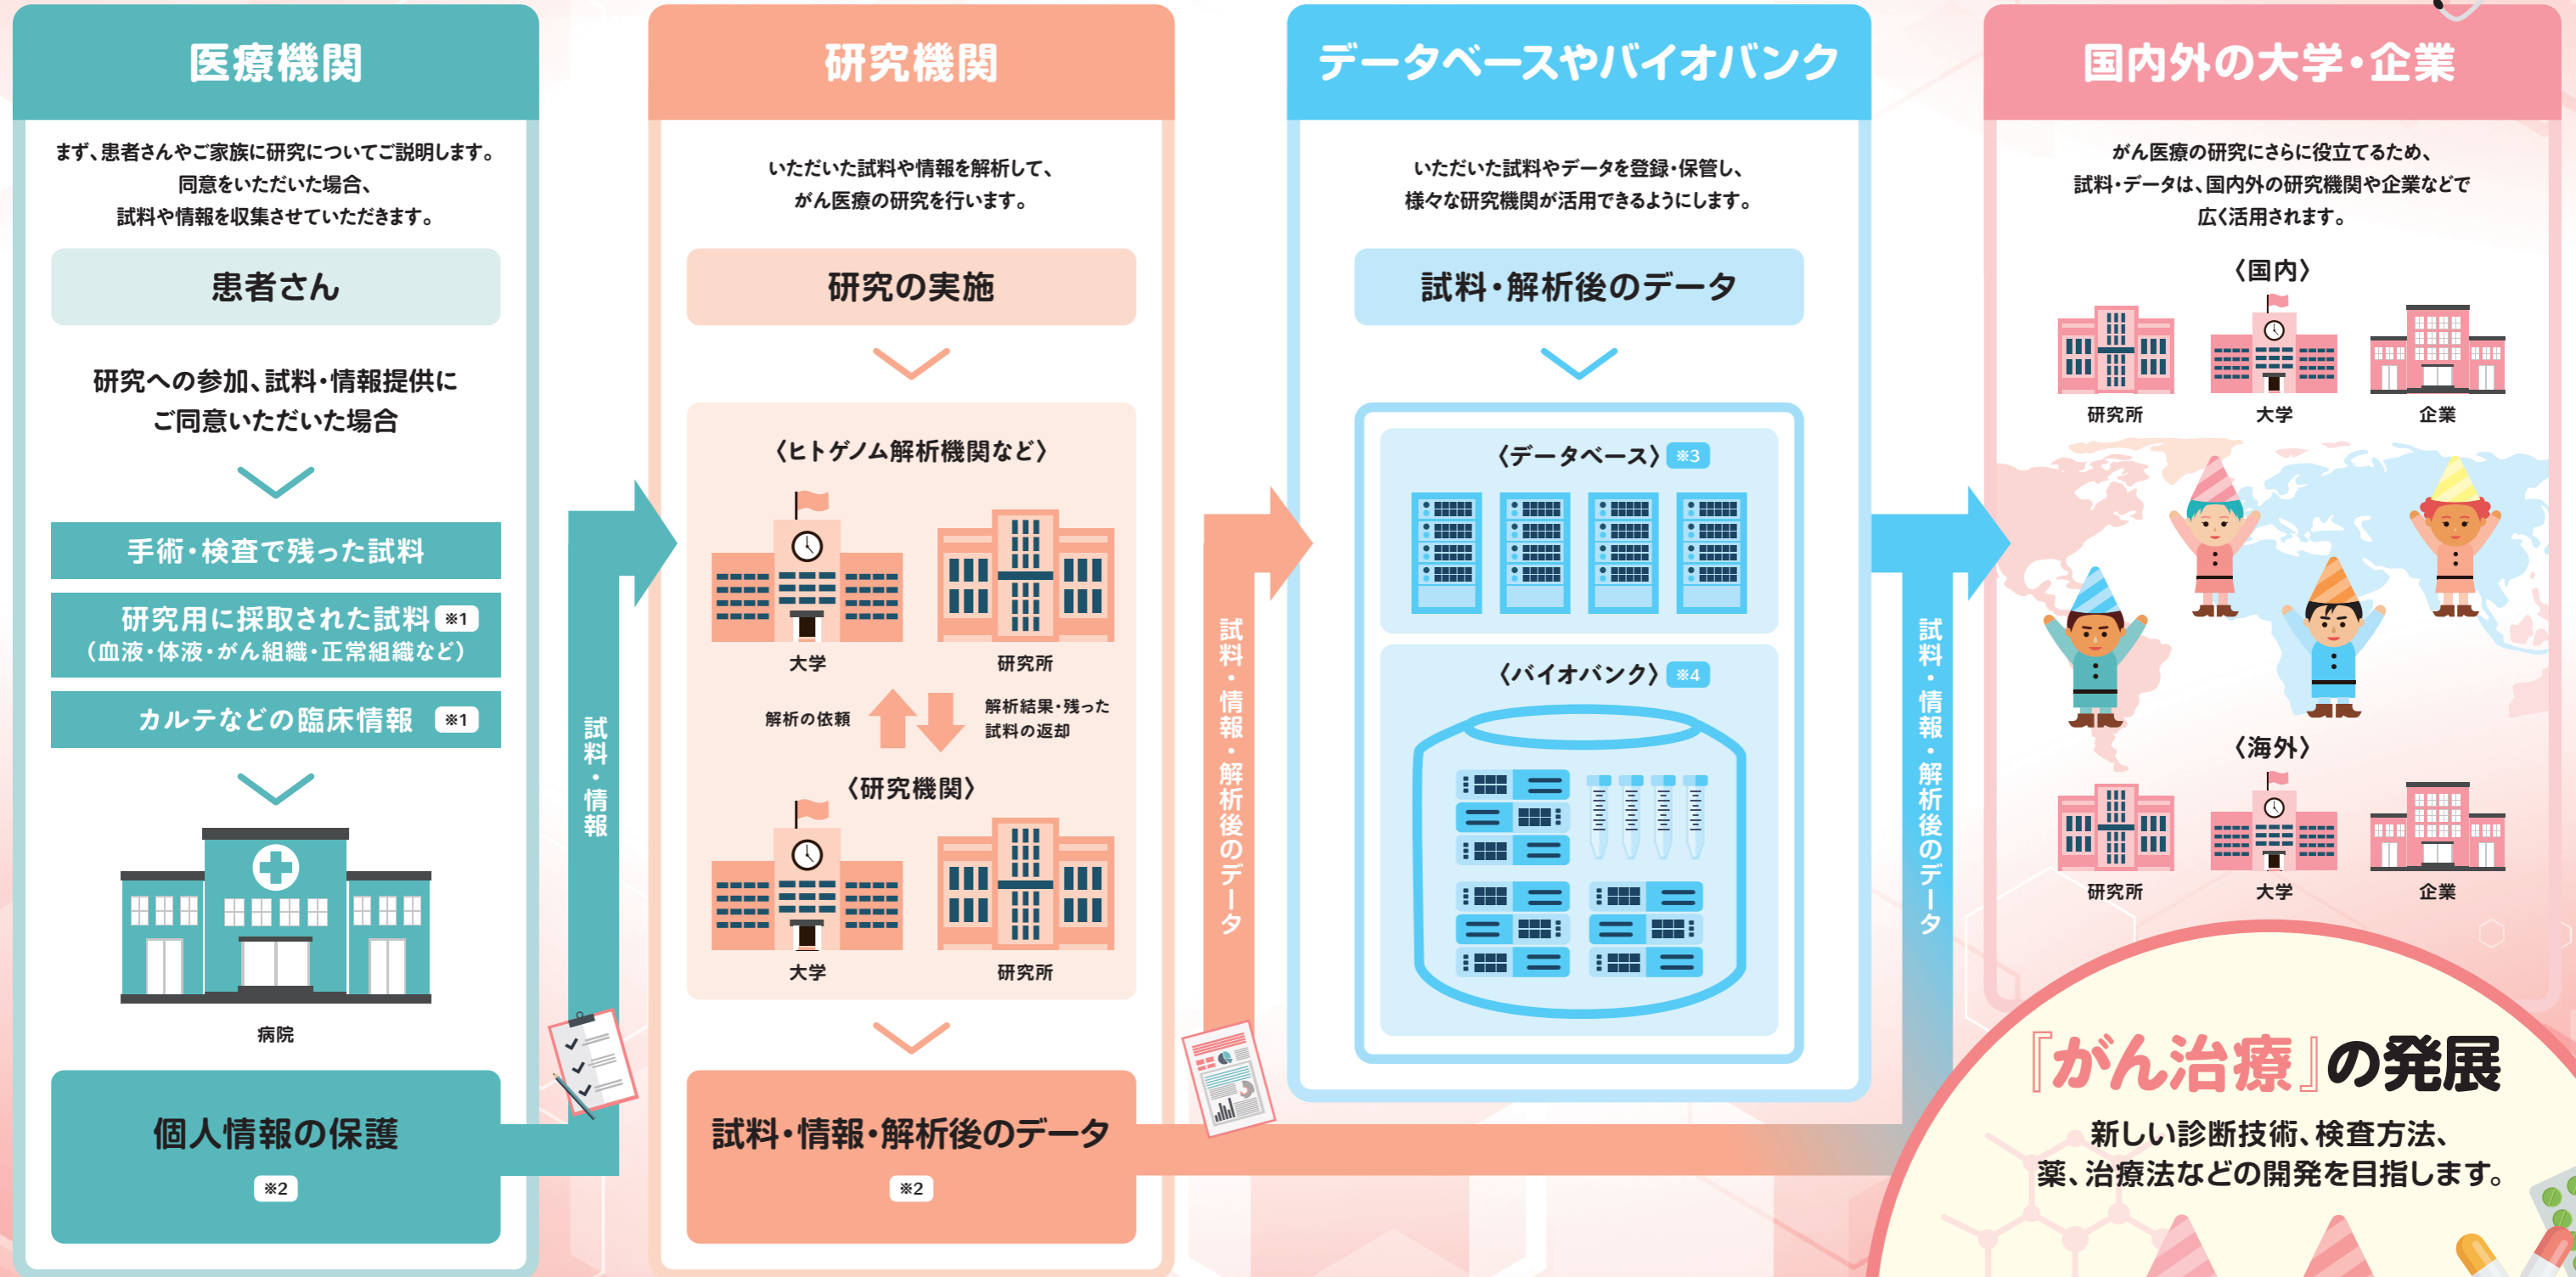 医療機関
まず、患者さんやご家族に研究についてご説明します。
同意をいただいた場合、
試料や情報を収集させていただきます。
患者さん
研究への参加、試料・情報提供に
ご同意いただいた場合
手術・検査で残った試料
研究用に採取された試料 ※1
（血液・体液・がん組織・正常組織など）
カルテなどの臨床情報 ※1
病院
個人情報の保護
※2
試料・情報
研究機関
いただいた試料や情報を解析して、
がん医療の研究を行います。
研究の実施
〈ヒトゲノム解析機関など〉
大学
研究所
解析の依頼
解析結果・残った
試料の返却
〈研究機関〉
大学
研究所
試料・情報・解析後のデータ
※2
試料・情報・解析後のデータ
データベースやバイオバンク
いただいた試料やデータを登録・保管し、
様々な研究機関が活用できるようにします。
試料・解析後のデータ
〈データベース〉 ※3
〈バイオバンク〉 ※4
試料・情報・解析後のデータ
国内外の大学・企業
がん医療の研究にさらに役立てるため、
試料・データは、国内外の研究機関や企業などで
広く活用されます。
〈国内〉
研究所
大学
企業
〈海外〉
研究所
大学
企業
『がん治療』の発展
新しい診断技術、検査方法、
薬、治療法などの開発を目指します。